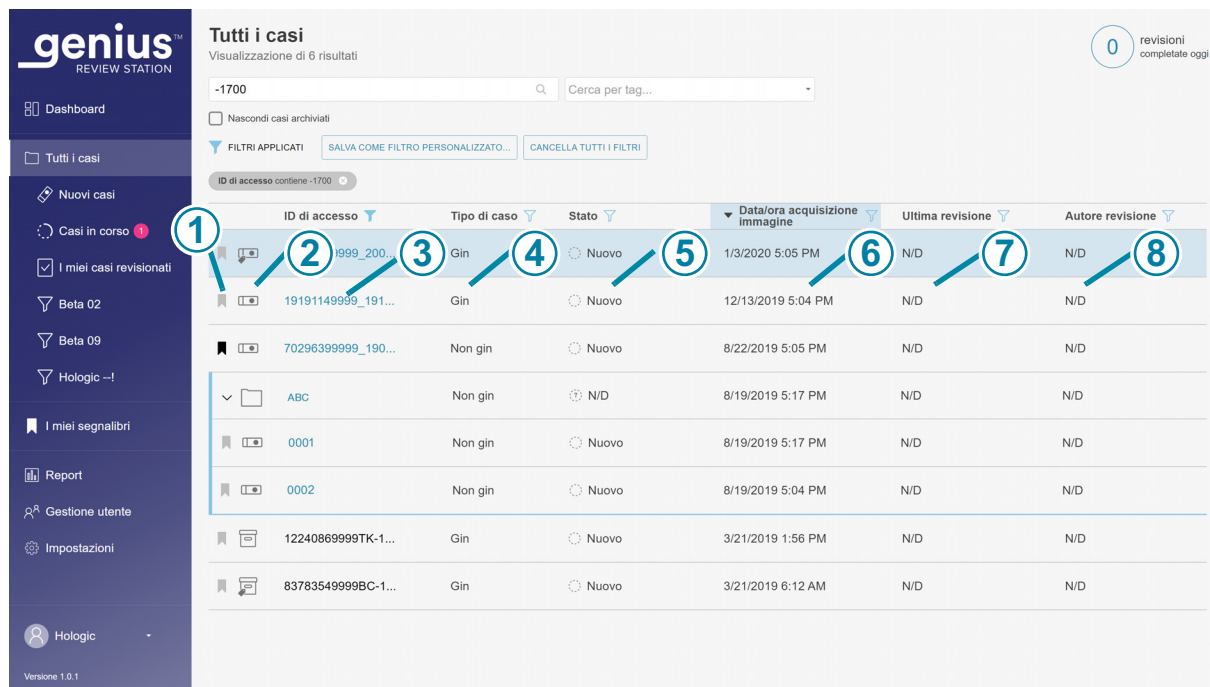 genius™
REVIEW STATION
Dashboard
Tutti i casi
Nuovi casi
Casi in corso 1
I miei casi revisionati
Beta 02
Beta 09
Hologic --!
I miei segnalibri
Report
Gestione utente
Impostazioni
Hologic
Versione 1.0.1
Tutti i casi
Visualizzazione di 6 risultati
0 revisioni
completate oggi
-1700 Cerca per tag...
Nascondi casi archiviati
FILTRI APPLICATI SALVA COME FILTRO PERSONALIZZATO... CANCELLA TUTTI I FILTRI
ID di accesso contiene -1700
ID di accesso Tipo di caso Stato Data/ora acquisizione
immagine Ultima revisione Autore revisione
1 2 3 4 5 6 7 8
9999_200... Gin Nuovo 1/3/2020 5:05 PM N/D N/D
19191149999_191... Gin Nuovo 12/13/2019 5:04 PM N/D N/D
70296399999_190... Non gin Nuovo 8/22/2019 5:05 PM N/D N/D
ABC Non gin ? N/D 8/19/2019 5:17 PM N/D N/D
0001 Non gin Nuovo 8/19/2019 5:17 PM N/D N/D
0002 Non gin Nuovo 8/19/2019 5:04 PM N/D N/D
12240869999TK-1... Gin Nuovo 3/21/2019 1:56 PM N/D N/D
83783549999BC-1... Gin Nuovo 3/21/2019 6:12 AM N/D N/D